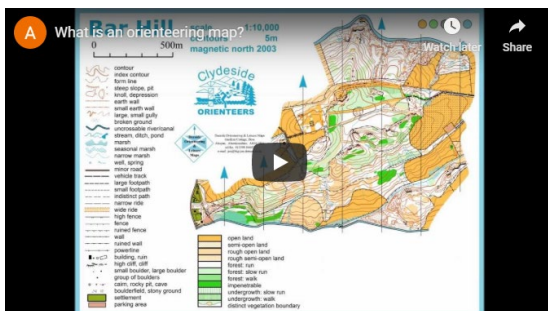 A What is an orienteering map?
Watch later
Share
Bar Hill
scale 1:10,000
contours 5m
magnetic north 2003
0 500m
Clydeside
ORIENTEERS
contour
index contour
form line
steep slope, pit
knoll, depression
earth wall
small earth wall
large, small gully
broken ground
uncrossable river/canal
stream, ditch, pond
marsh
seasonal marsh
narrow marsh
well, spring
minor road
vehicle track
large footpath
small footpath
indistinct path
narrow ride
wide ride
high fence
fence
ruined fence
wall
ruined wall
powerline
building, ruin
high cliff, cliff
small boulder, large boulder
group of boulders
cairn, rocky pit, cave
boulderfield, stony ground
settlement
parking area
open land
semi-open land
rough open land
rough semi-open land
forest: run
forest: slow run
forest: walk
impenetrable
undergrowth: slow run
undergrowth: walk
distinct vegetation boundary